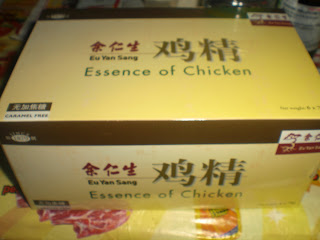 余仁生 鸡精
Eu Yan Sang
Essence of Chicken
无加焦糖
CARAMEL FREE
余仁生 鸡精
Eu Yan Sang
Essence of Chicken